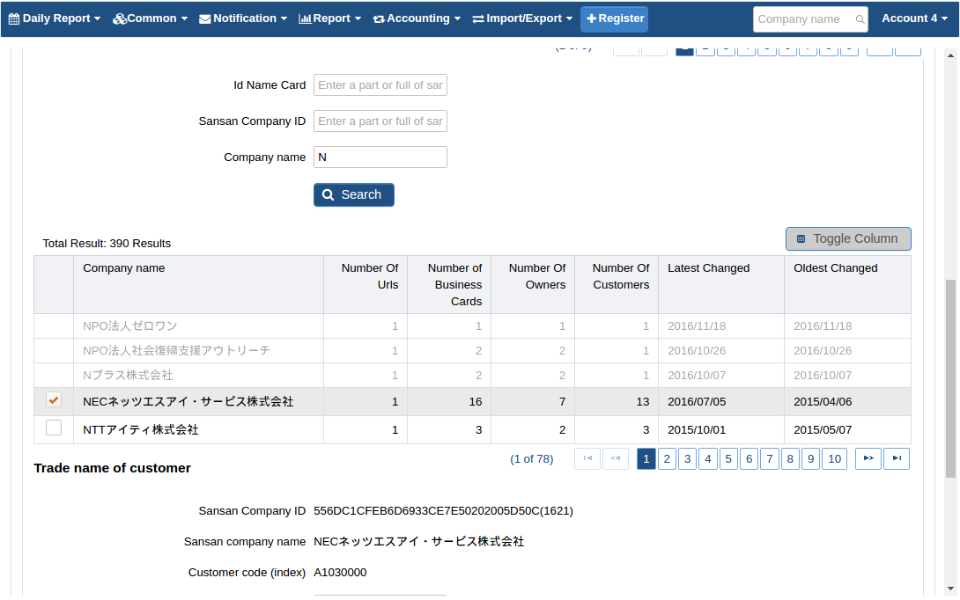 Daily Report Common Notification Report Accounting Import/Export Register Company name Account 4
Id Name Card Enter a part or full of sar
Sansan Company ID Enter a part or full of sar
Company name N
Search
Total Result: 390 Results Toggle Column
Company name Number Of Urls Number of Business Cards Number Of Owners Number Of Customers Latest Changed Oldest Changed
NPO法人ゼロワン 1 1 1 1 2016/11/18 2016/11/18
NPO法人社会復帰支援アウトリーチ 1 2 2 1 2016/10/26 2016/10/26
Nプラス株式会社 1 2 2 1 2016/10/07 2016/10/07
NECネッツエスアイ・サービス株式会社 1 16 7 13 2016/07/05 2015/04/06
NTTアイティ株式会社 1 3 2 3 2015/10/01 2015/05/07
(1 of 78) 1 2 3 4 5 6 7 8 9 10
Trade name of customer
Sansan Company ID 556DC1CFEB6D6933CE7E50202005D50C(1621)
Sansan company name NECネッツエスアイ・サービス株式会社
Customer code (index) A1030000